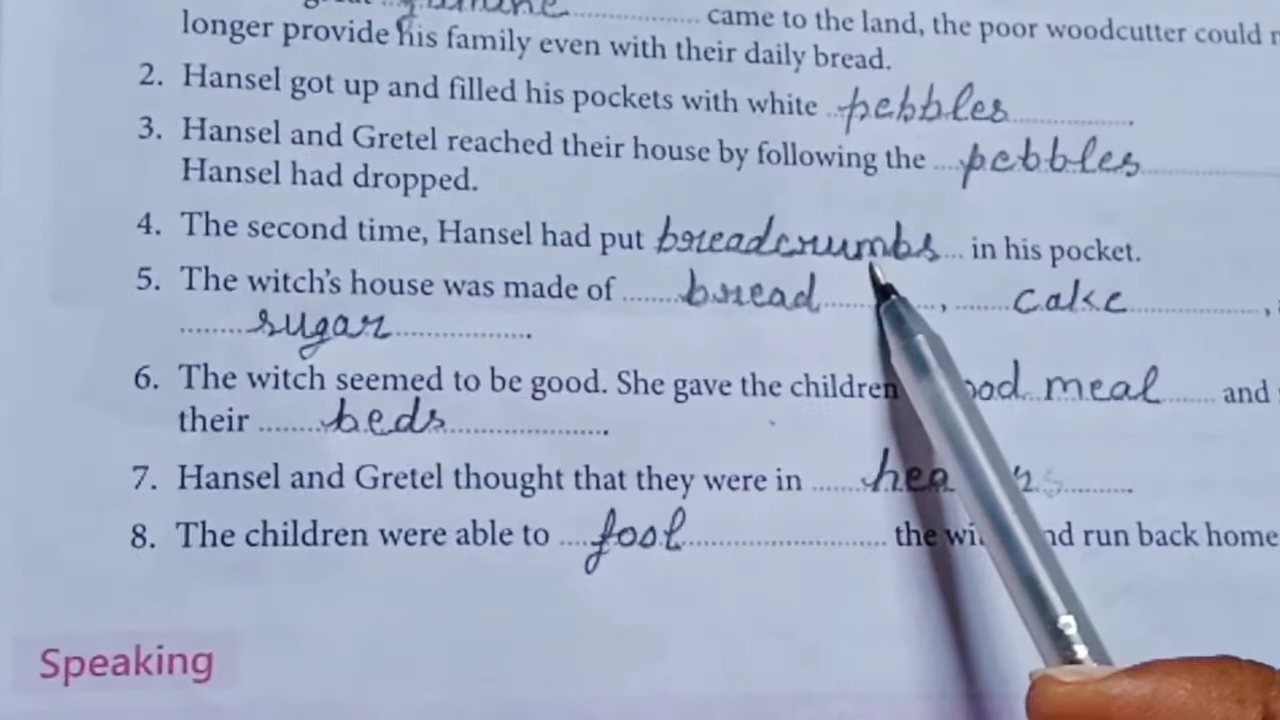 famine came to the land, the poor woodcutter could
longer provide his family even with their daily bread.
2. Hansel got up and filled his pockets with white pebbles
3. Hansel and Gretel reached their house by following the pebbles
Hansel had dropped.
4. The second time, Hansel had put breadcrumbs in his pocket.
5. The witch's house was made of bread, cake,
sugar.
6. The witch seemed to be good. She gave the children meal and
their beds.
7. Hansel and Gretel thought that they were in
8. The children were able to fool the run back home
Speaking